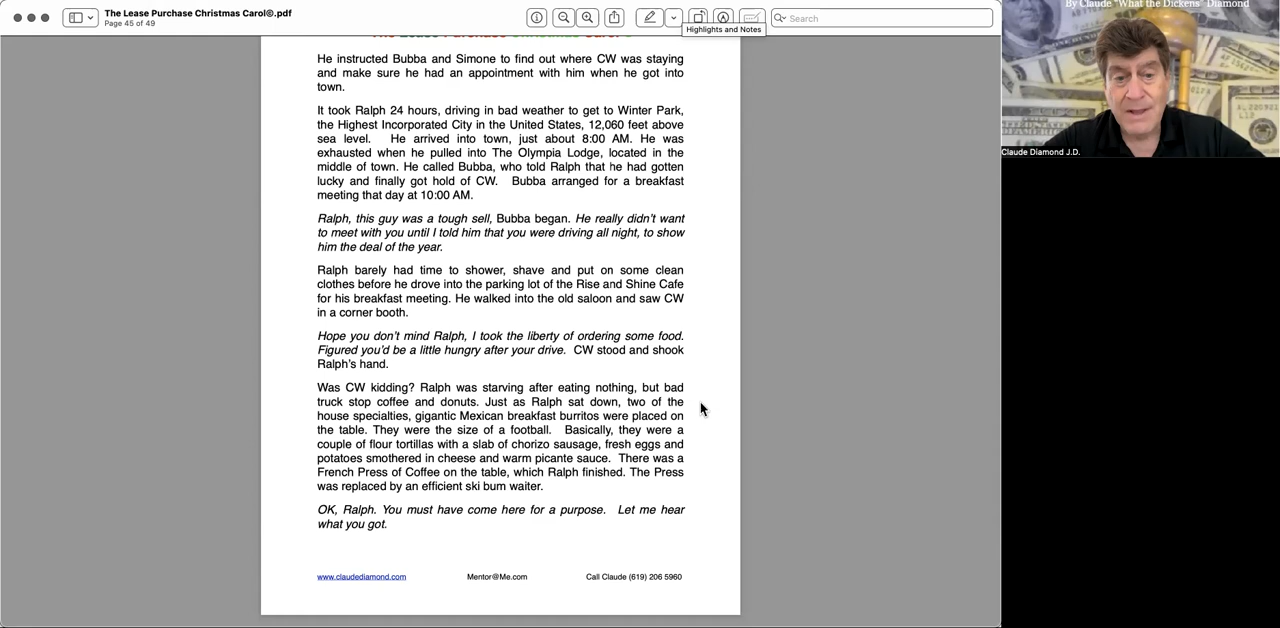 The Lease Purchase Christmas Carol©.pdf
Page 45 of 49
Search
Highlights and Notes
By Claude "What the Dickens" Diamond
He instructed Bubba and Simone to find out where CW was staying
and make sure he had an appointment with him when he got into
town.
It took Ralph 24 hours, driving in bad weather to get to Winter Park,
the Highest Incorporated City in the United States, 12,060 feet above
sea level. He arrived into town, just about 8:00 AM. He was
exhausted when he pulled into The Olympia Lodge, located in the
middle of town. He called Bubba, who told Ralph that he had gotten
lucky and finally got hold of CW. Bubba arranged for a breakfast
meeting that day at 10:00 AM.
Ralph, this guy was a tough sell, Bubba began. He really didn't want
to meet with you until I told him that you were driving all night, to show
him the deal of the year.
Ralph barely had time to shower, shave and put on some clean
clothes before he drove into the parking lot of the Rise and Shine Cafe
for his breakfast meeting. He walked into the old saloon and saw CW
in a corner booth.
Hope you don't mind Ralph, I took the liberty of ordering some food.
Figured you'd be a little hungry after your drive. CW stood and shook
Ralph's hand.
Was CW kidding? Ralph was starving after eating nothing, but bad
truck stop coffee and donuts. Just as Ralph sat down, two of the
house specialties, gigantic Mexican breakfast burritos were placed on
the table. They were the size of a football. Basically, they were a
couple of flour tortillas with a slab of chorizo sausage, fresh eggs and
potatoes smothered in cheese and warm picante sauce. There was a
French Press of Coffee on the table, which Ralph finished. The Press
was replaced by an efficient ski bum waiter.
OK, Ralph. You must have come here for a purpose. Let me hear
what you got.
www.claudediamond.com Mentor@Me.com Call Claude (619) 206 5960
Claude Diamond J.D.